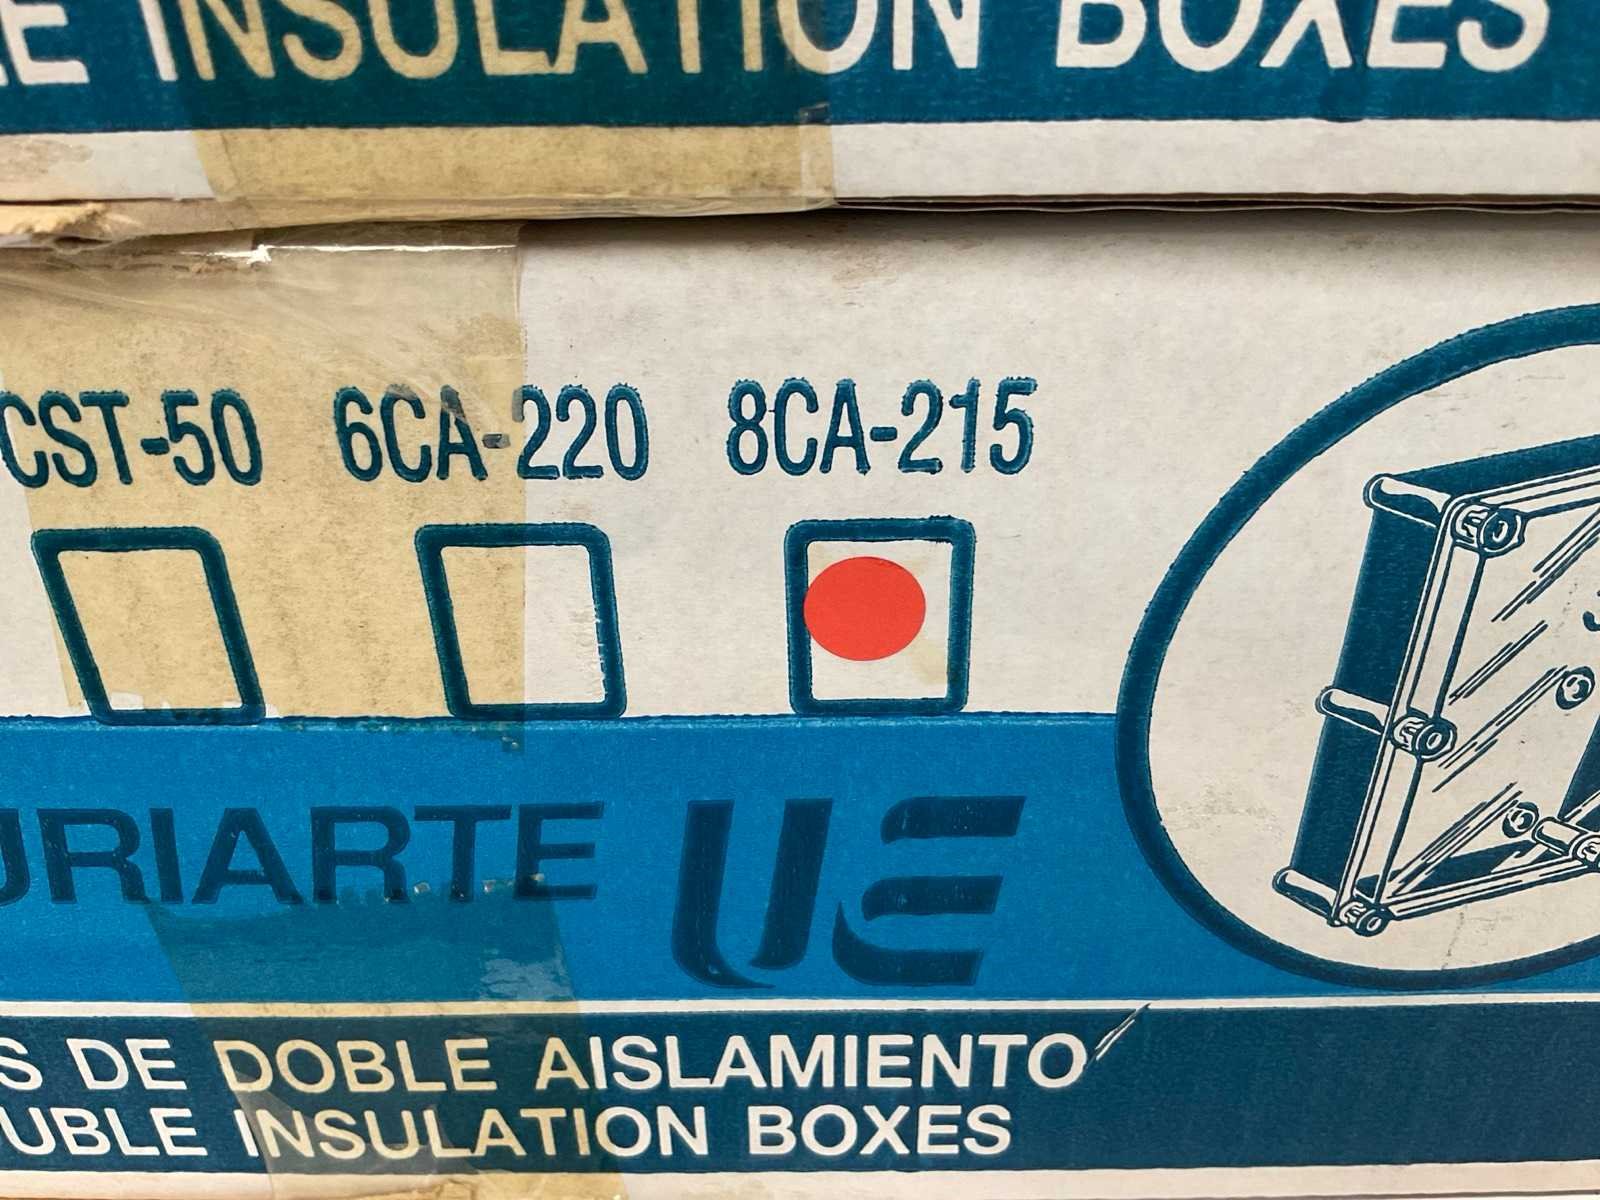 INSULATION BOXES
CST-50 6CA-220 8CA-215
URIARTE UE
S DE DOBLE AISLAMIENTO
UBLE INSULATION BOXES